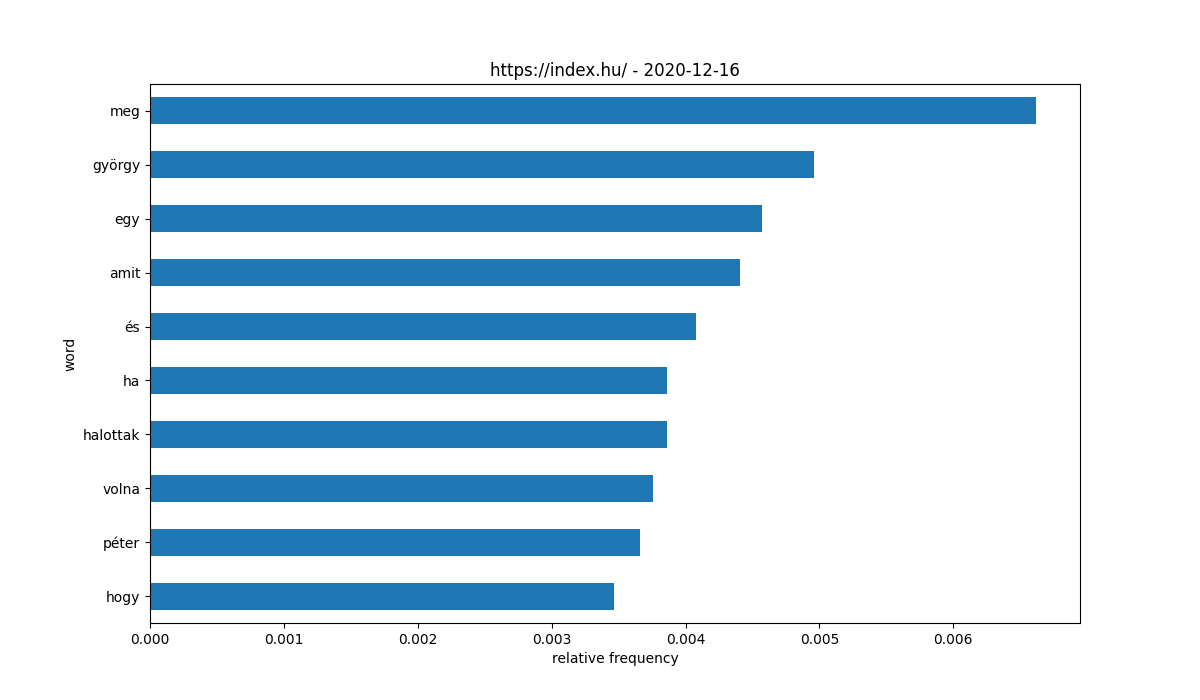 https://index.hu/ - 2020-12-16
meg
györgy
egy
amit
és
ha
halottak
volna
péter
hogy
word
0.000 0.001 0.002 0.003 0.004 0.005 0.006
relative frequency